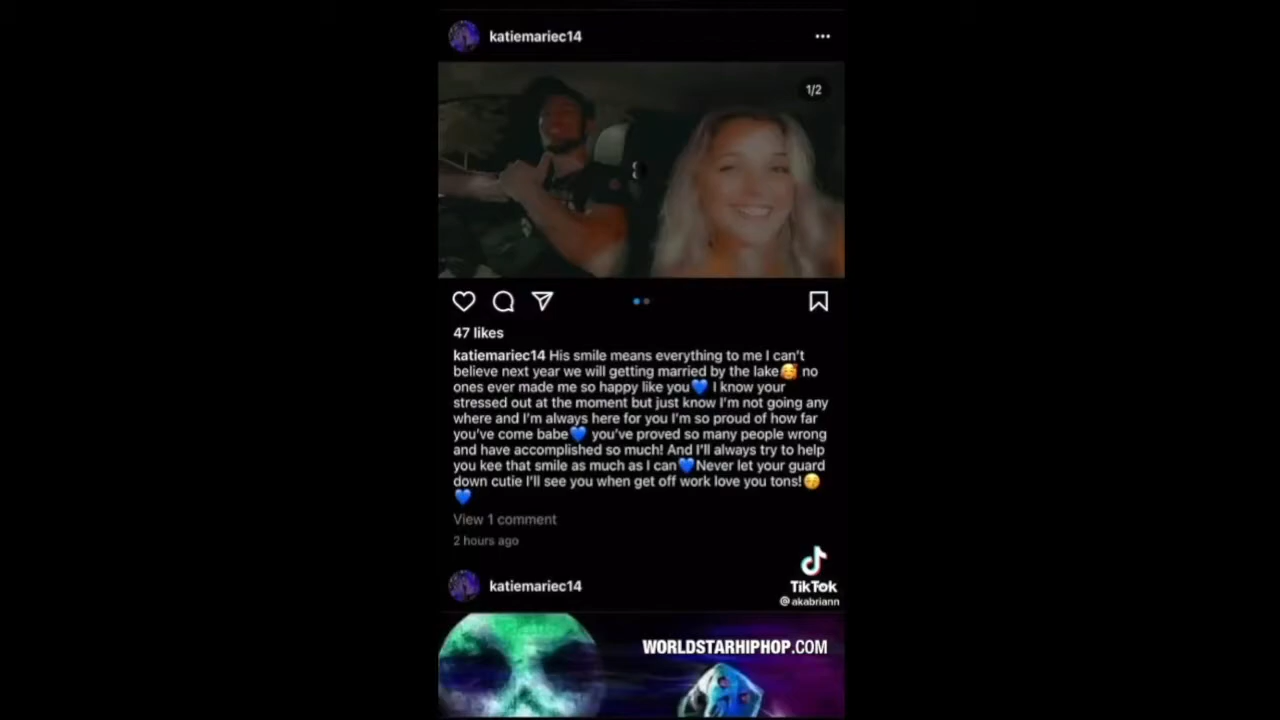 katiemariec14
1/2
47 likes
katiemariec14 His smile means everything to me I can't
believe next year we will getting married by the lake🥰 no
ones ever made me so happy like you💙 I know your
stressed out at the moment but just know I'm not going any
where and I'm always here for you I'm so proud of how far
you've come babe💙 you've proved so many people wrong
and have accomplished so much! And I'll always try to help
you kee that smile as much as I can💙Never let your guard
down cutie I'll see you when get off work love you tons!😚
💙
View 1 comment
2 hours ago
katiemariec14
TikTok
@akabriann
WORLDSTARHIPHOP.COM